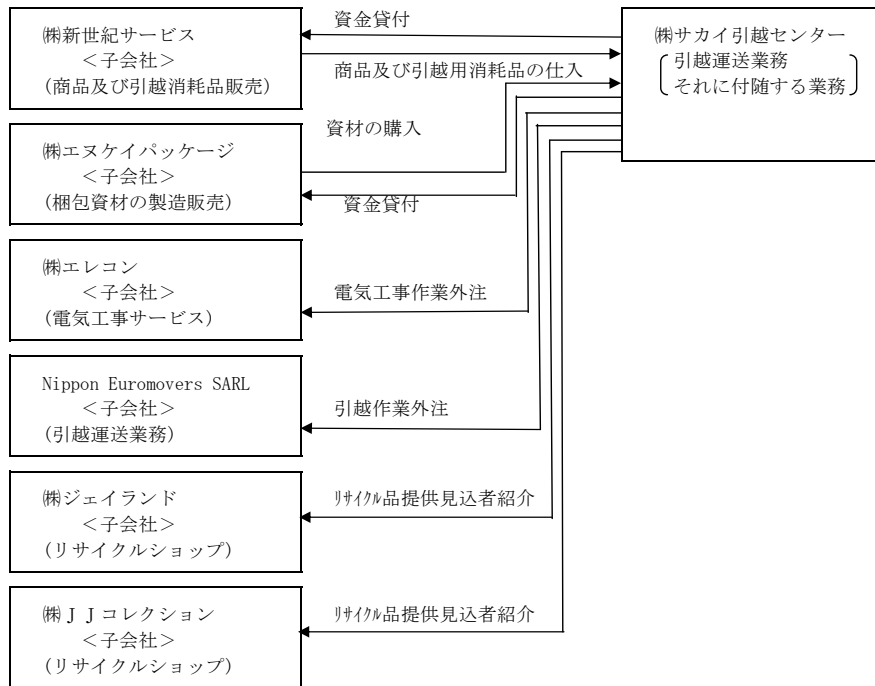 ㈱新世紀サービス
＜子会社＞
(商品及び引越消耗品販売)
資金貸付
商品及び引越用消耗品の仕入
㈱サカイ引越センター
引越運送業務
それに付随する業務
㈱エヌケイパッケージ
＜子会社＞
(梱包資材の製造販売)
資材の購入
資金貸付
㈱エレコン
＜子会社＞
(電気工事サービス)
電気工事作業外注
Nippon Euromovers SARL
＜子会社＞
(引越運送業務)
引越作業外注
㈱ジェイランド
＜子会社＞
(リサイクルショップ)
ﾘｻｲｸﾙ品提供見込者紹介
㈱ＪＪコレクション
＜子会社＞
(リサイクルショップ)
ﾘｻｲｸﾙ品提供見込者紹介